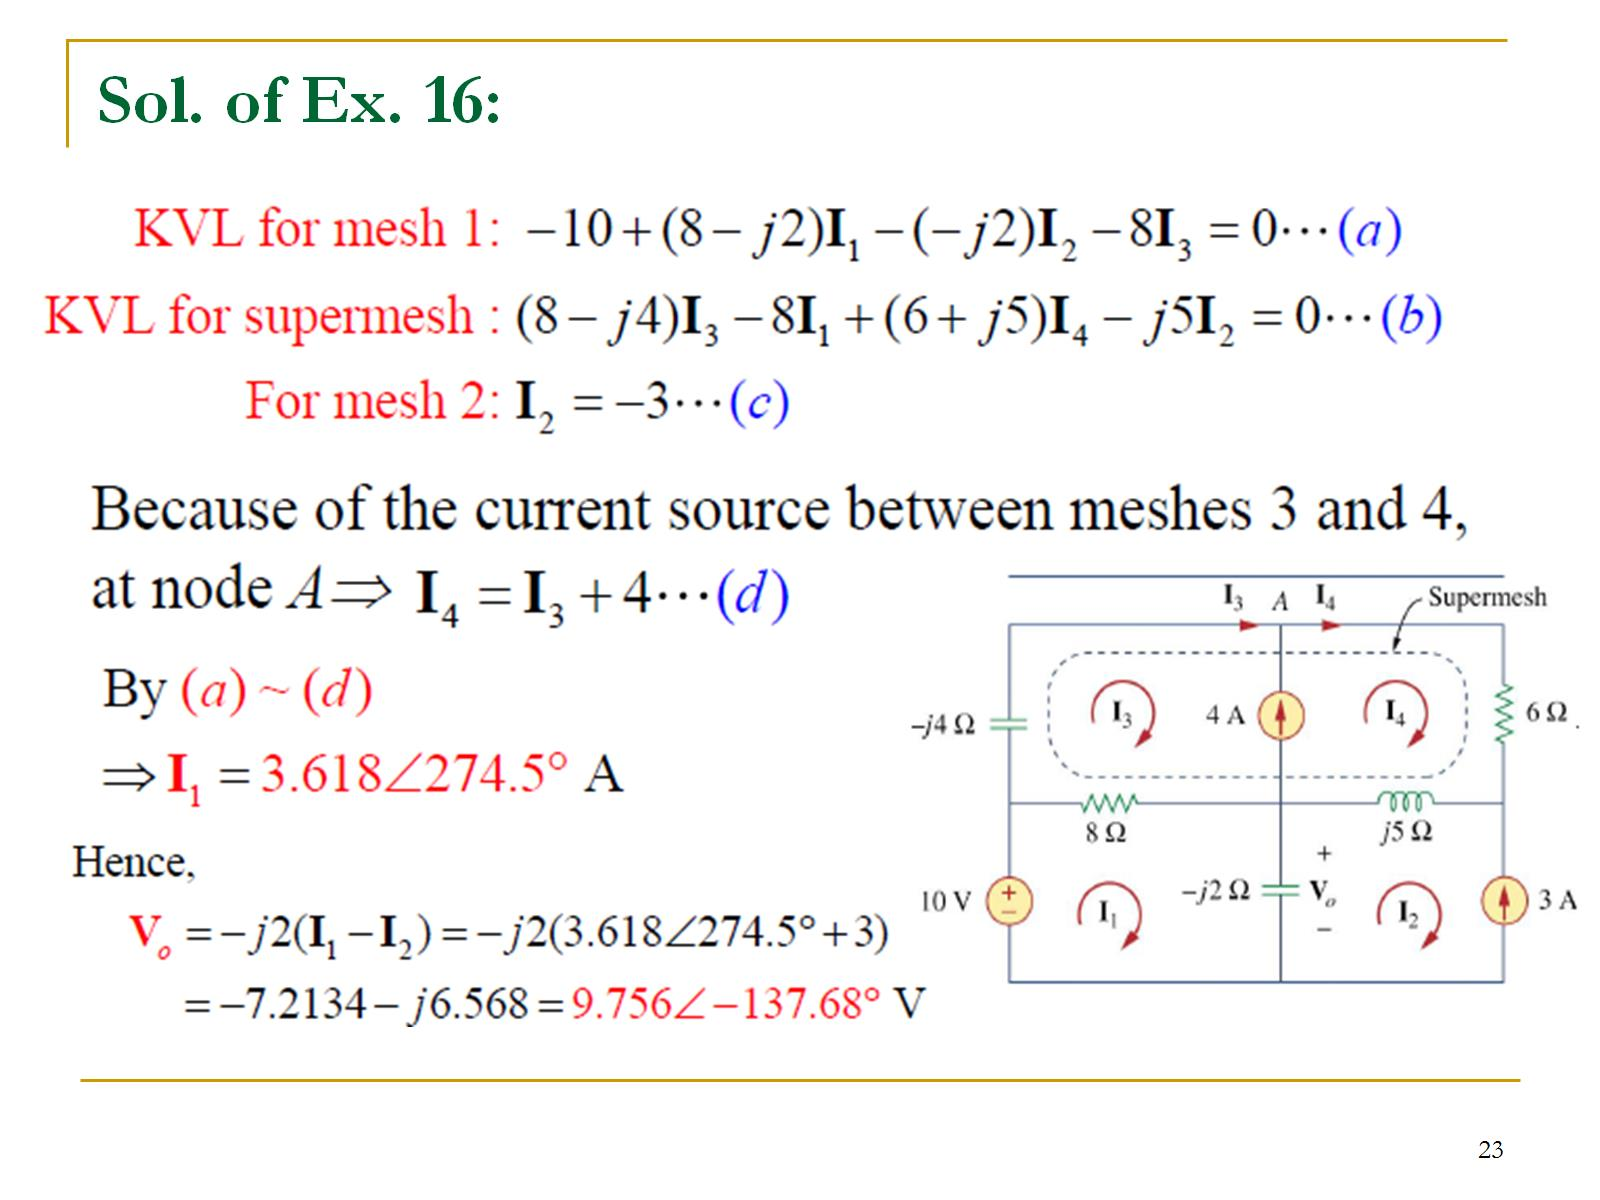 Sol. of Ex. 16:
KVL for mesh 1: −10+(8−j2)I₁−(−j2)I₂−8I₃=0⋯(a)
KVL for supermesh : (8−j4)I₃−8I₁+(6+j5)I₄−j5I₂=0⋯(b)
For mesh 2: I₂=−3⋯(c)
Because of the current source between meshes 3 and 4,
at node A⇒ I₄=I₃+4⋯(d)
By (a) ~ (d)
⇒I₁=3.618∠274.5° A
Hence,
Vₒ=−j2(I₁−I₂)=−j2(3.618∠274.5°+3)
=−7.2134−j6.568=9.756∠−137.68° V
I₃ A I₄ Supermesh
−j4 Ω I₃ 4 A I₄ 6 Ω .
8 Ω j5 Ω
+
10 V + − I₁ −j2 Ω Vₒ I₂ 3 A
−
23